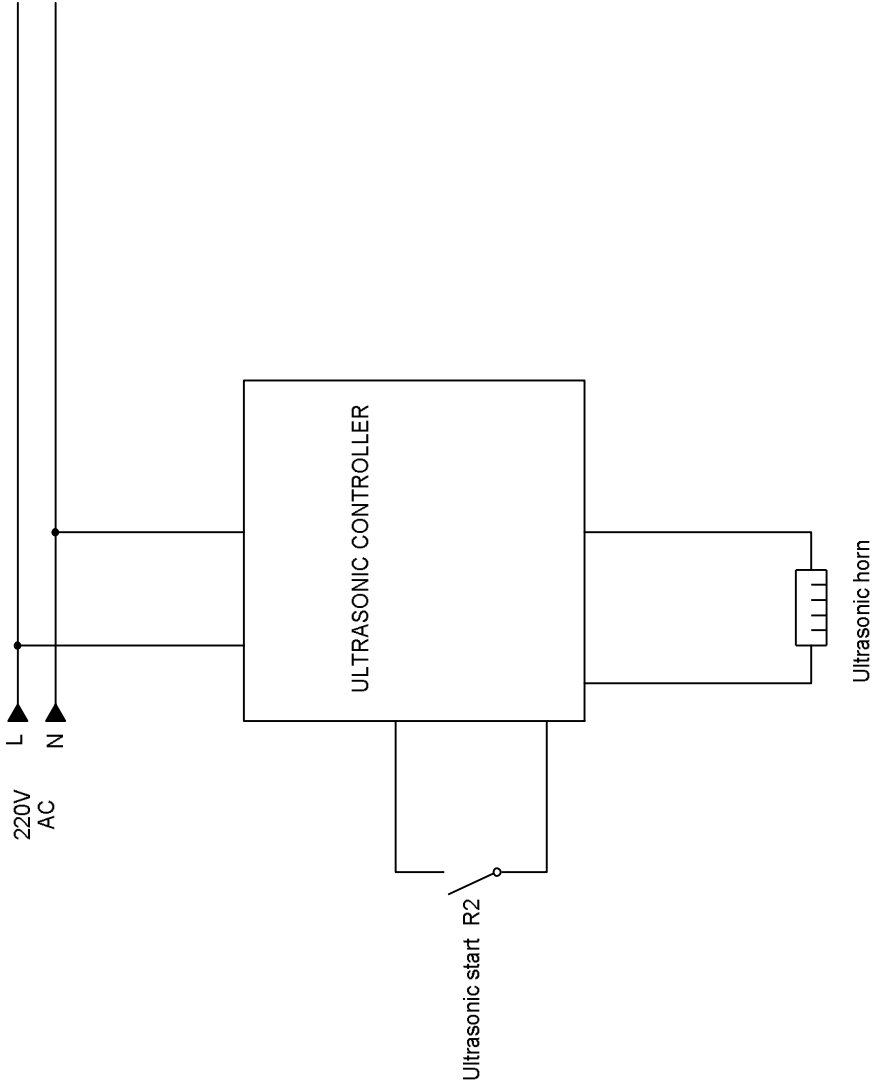 L
N
220V
AC
ULTRASONIC CONTROLLER
Ultrasonic start R2
Ultrasonic horn